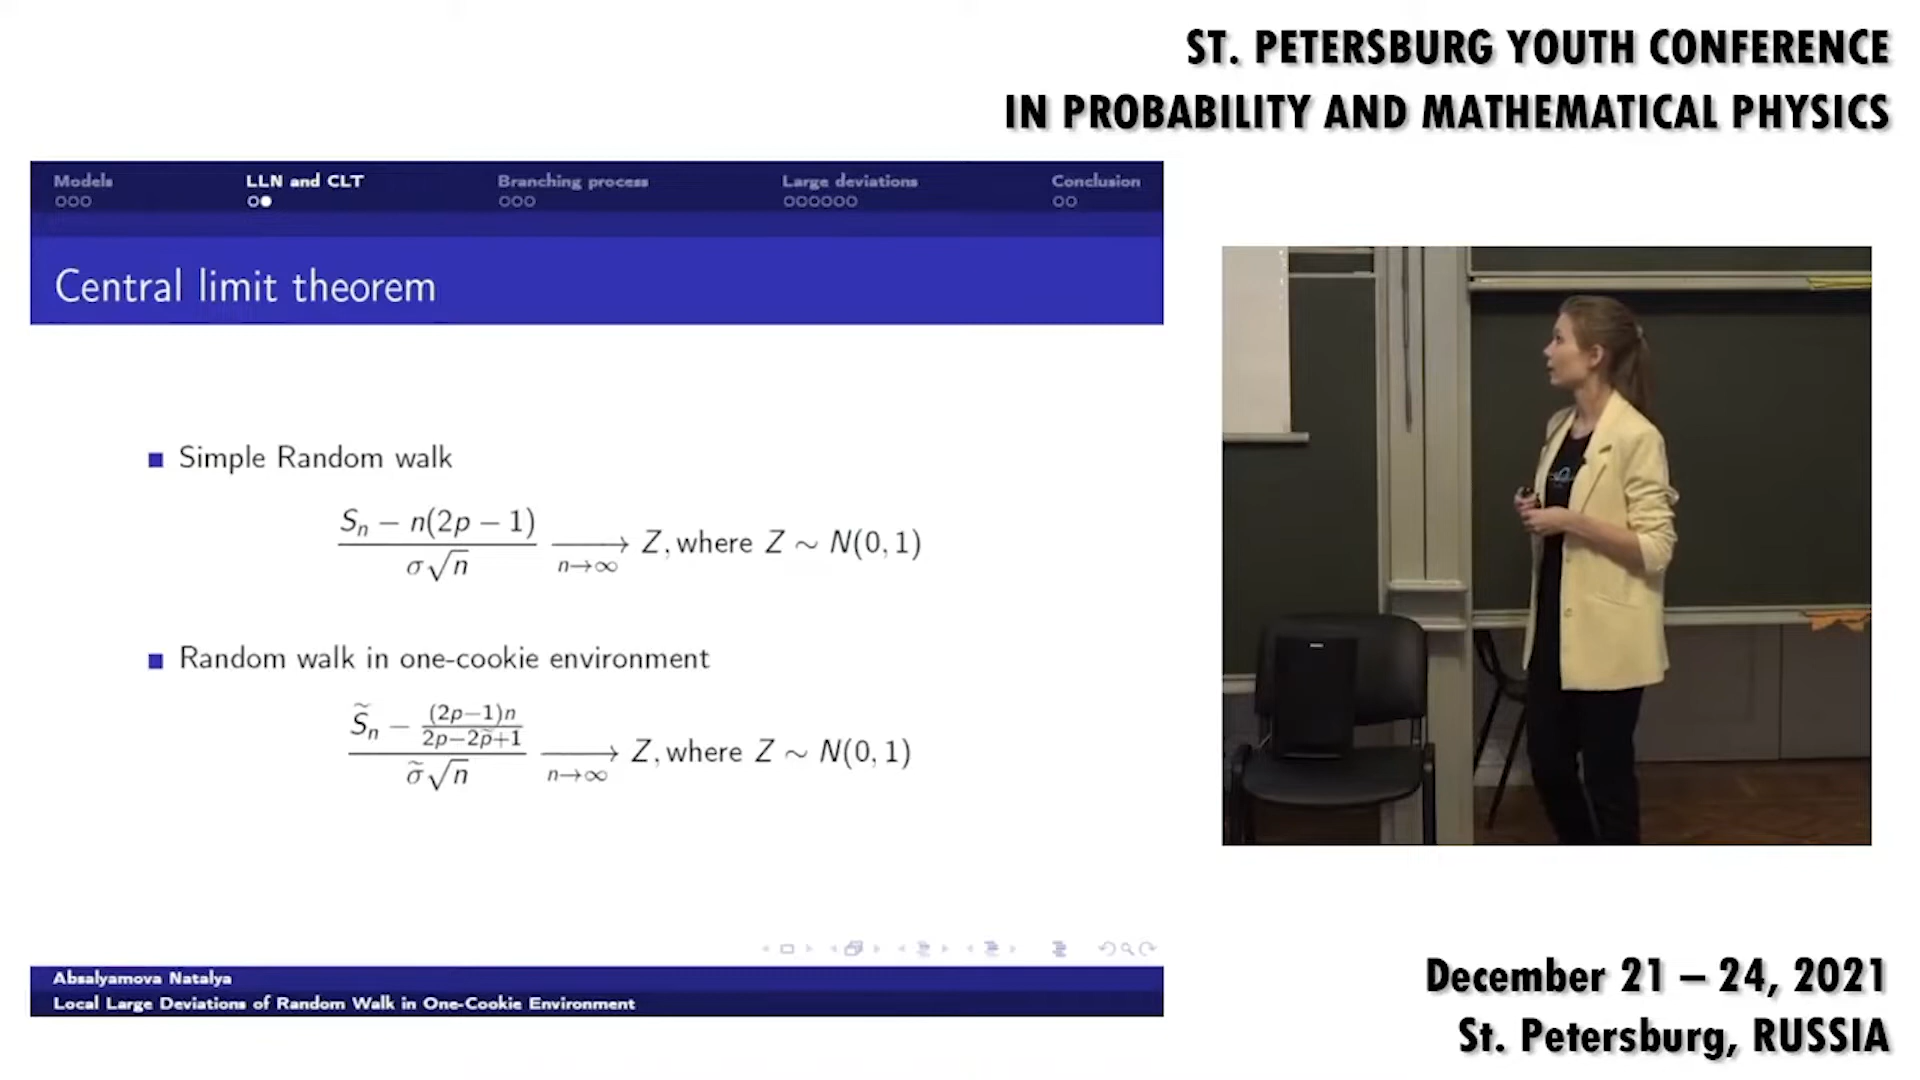 ST. PETERSBURG YOUTH CONFERENCE
IN PROBABILITY AND MATHEMATICAL PHYSICS
Models LLN and CLT Branching process Large deviations Conclusion
Central limit theorem
Simple Random walk
(Sₙ − n(2p − 1)) / (σ√n) ⟶ Z, where Z ∼ N(0, 1)
n→∞
Random walk in one-cookie environment
(S̃ₙ − (2p−1)n / (2p−2p̃+1)) / (σ̃√n) ⟶ Z, where Z ∼ N(0, 1)
n→∞
Absalyamova Natalya
Local Large Deviations of Random Walk in One-Cookie Environment
December 21 – 24, 2021
St. Petersburg, RUSSIA